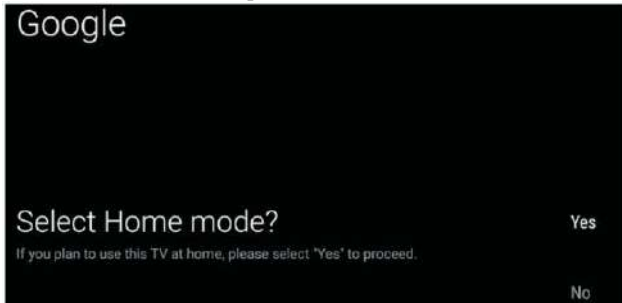 Google
Select Home mode?
Yes
If you plan to use this TV at home, please select "Yes" to proceed.
No